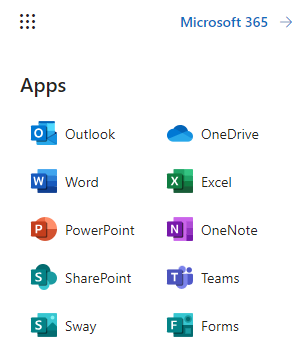 Microsoft 365 →
Apps
Outlook OneDrive
Word Excel
PowerPoint OneNote
SharePoint Teams
Sway Forms